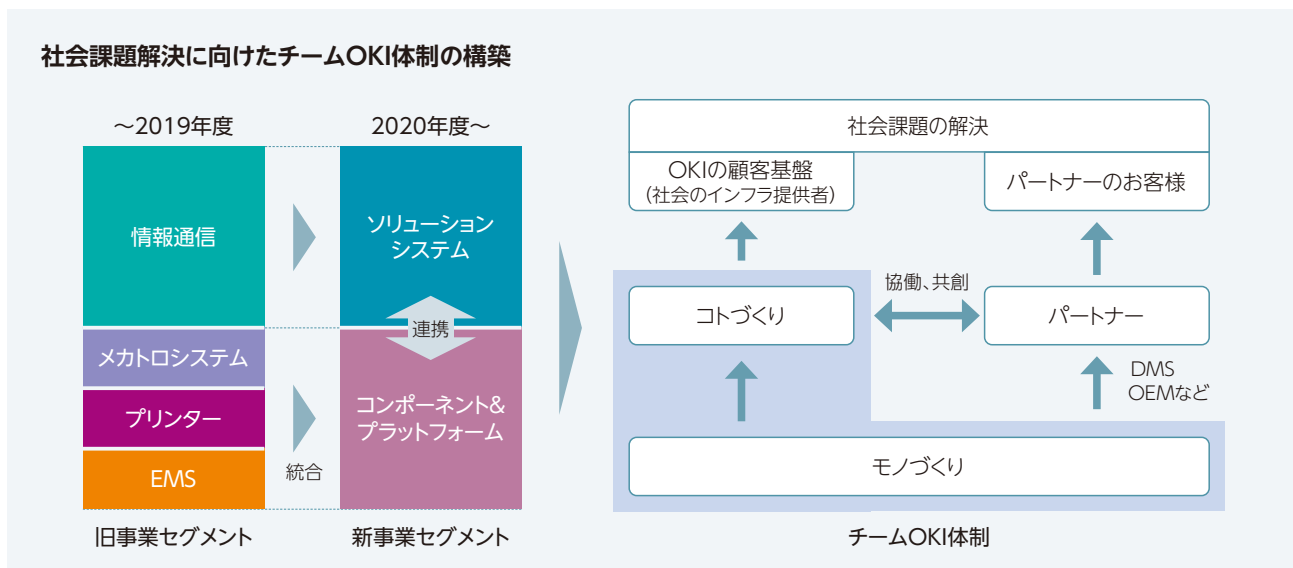 社会課題解決に向けたチームOKI体制の構築
～2019年度
2020年度～
情報通信
メカトロシステム
プリンター
EMS
統合
ソリューション
システム
連携
コンポーネント&
プラットフォーム
旧事業セグメント
新事業セグメント
社会課題の解決
OKIの顧客基盤
(社会のインフラ提供者)
パートナーのお客様
コトづくり
協働、共創
パートナー
DMS
OEMなど
モノづくり
チームOKI体制